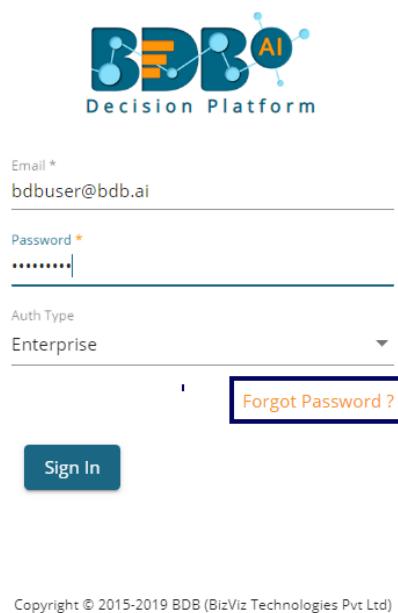 BDB AI
Decision Platform
Email *
bdbuser@bdb.ai
Password *
•••••••••
Auth Type
Enterprise
Forgot Password ?
Sign In
Copyright © 2015-2019 BDB (BizViz Technologies Pvt Ltd)